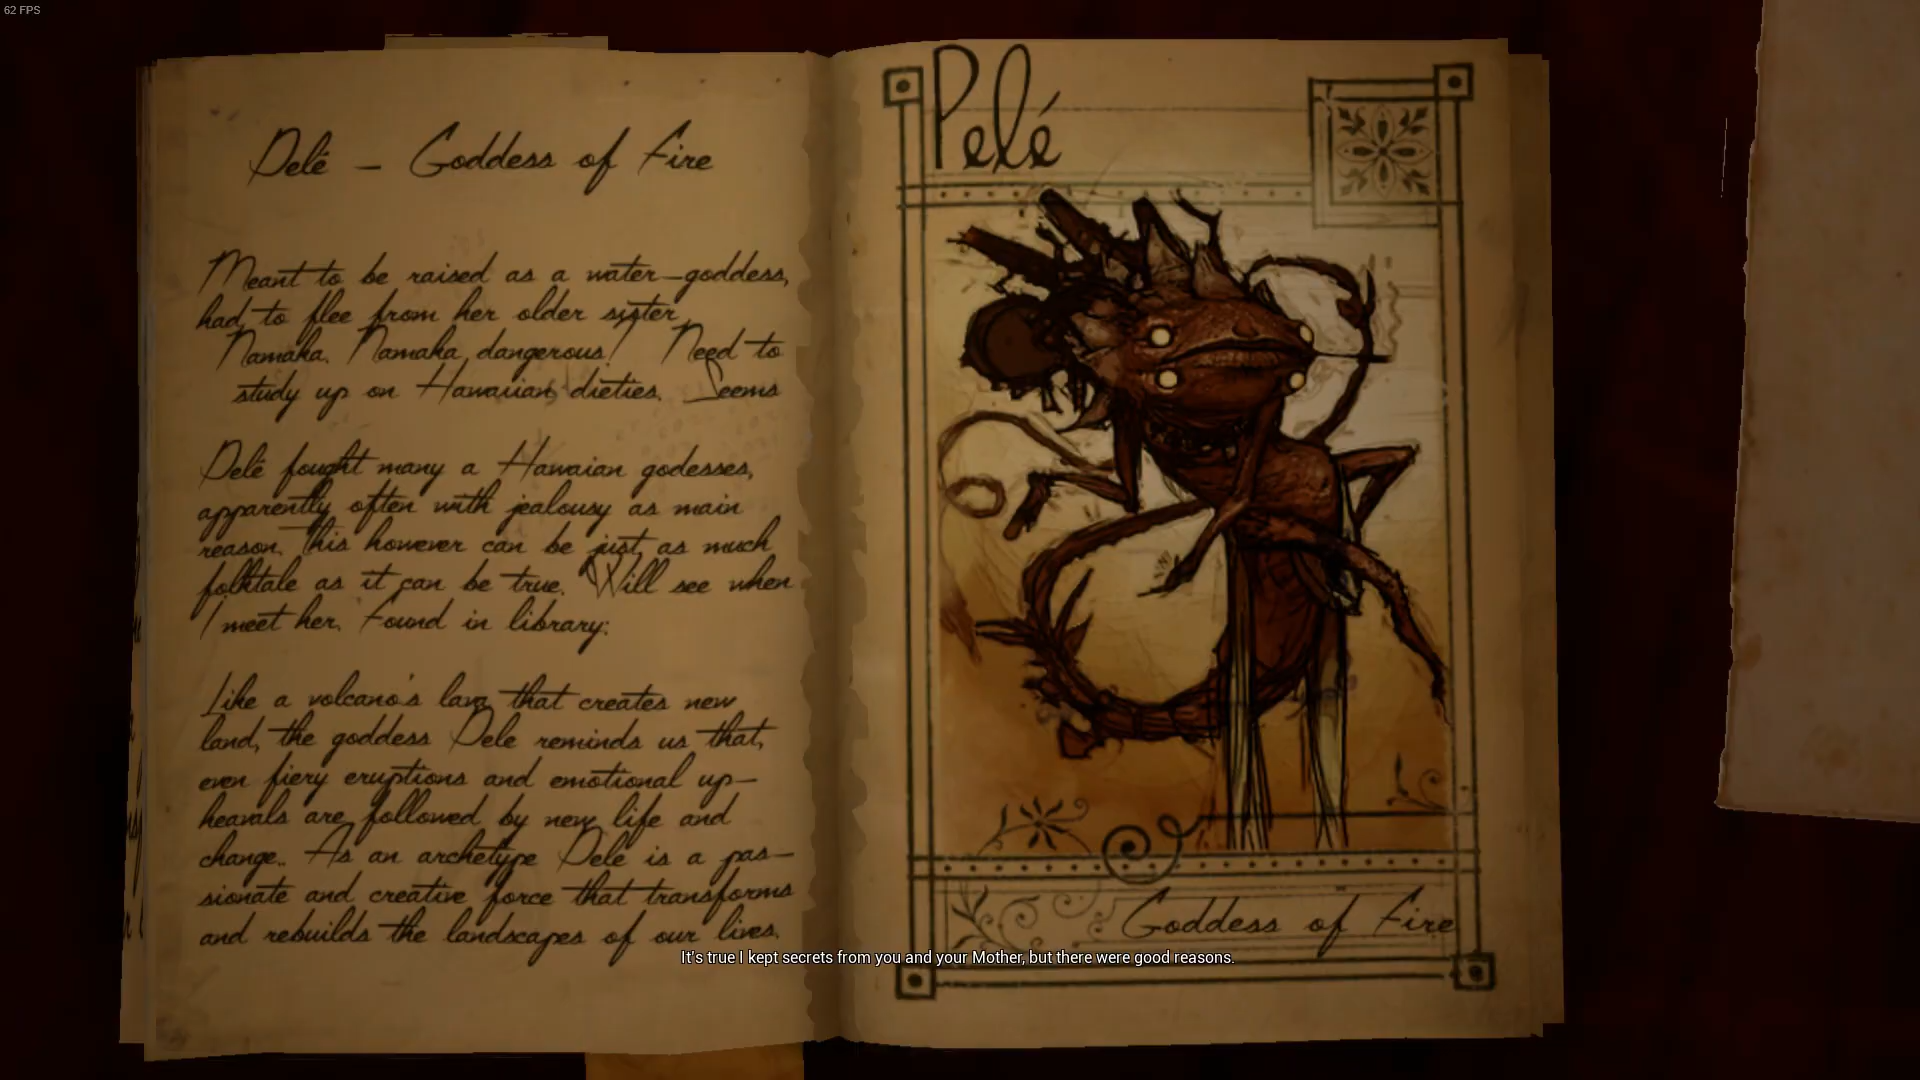 62 FPS
Pelé – Goddess of Fire
Meant to be raised as a water-goddess,
had to flee from her older sister,
Namaka. Namaka dangerous! Need to
study up on Hawaiian dieties. Seems
Pelé fought many a Hawaian godesses,
apparently often with jealousy as main
reason. This however can be just as much
folktale as it can be true. Will see when
I meet her. Found in library:
Like a volcano's lava that creates new
land, the goddess Pele reminds us that,
even fiery eruptions and emotional up-
heavals are followed by new life and
change.. As an archetype Pele is a pas-
sionate and creative force that transforms
and rebuilds the landscapes of our lives.
Pelé
Goddess of Fire
It's true I kept secrets from you and your Mother, but there were good reasons.